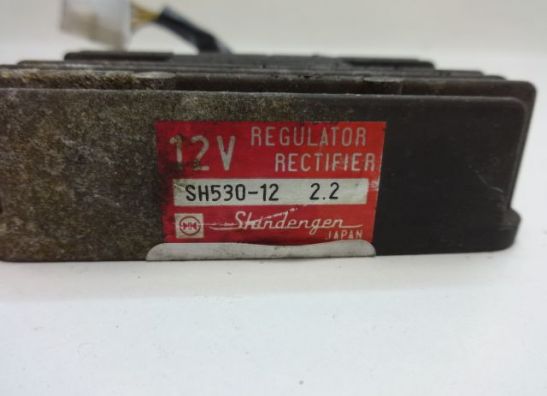 12V REGULATOR
RECTIFIER
SH530-12 2.2
Shindengen
JAPAN